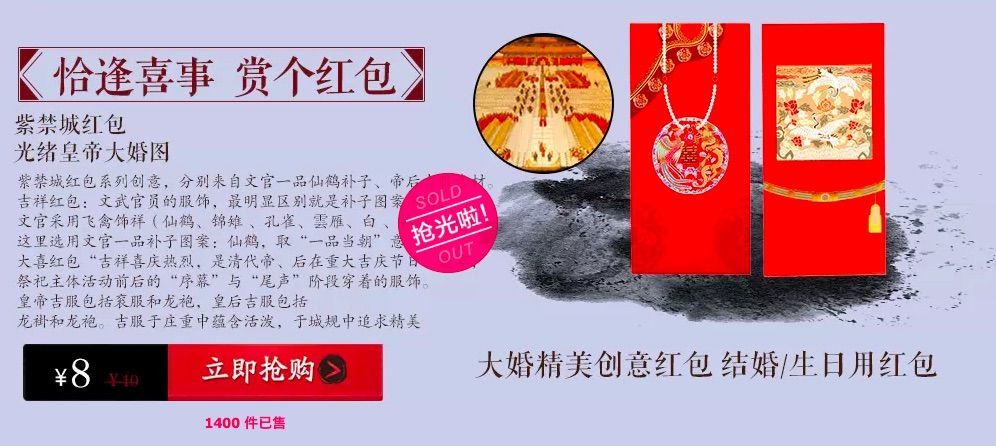 恰逢喜事 赏个红包
紫禁城红包
光绪皇帝大婚图
紫禁城红包系列创意，分别来自文官一品仙鹤补子、帝后 材。
吉祥红包：文武官员的服饰，最明显区别就是补子图案
文官采用飞禽饰祥（仙鹤、锦雉 、孔雀、雲雁、白 、
这里选用文官一品补子图案：仙鹤，取“一品当朝”意
大喜红包“吉祥喜庆热烈，是清代帝、后在重大吉庆节日
祭祀主体活动前后的“序幕”与“尾声”阶段穿着的服饰。
皇帝吉服包括衮服和龙袍，皇后吉服包括
龙褂和龙袍。吉服于庄重中蕴含活泼，于城规中追求精美
SOLD
抢光啦!
OUT
¥8 ¥40
立即抢购
1400 件已售
大婚精美创意红包 结婚/生日用红包